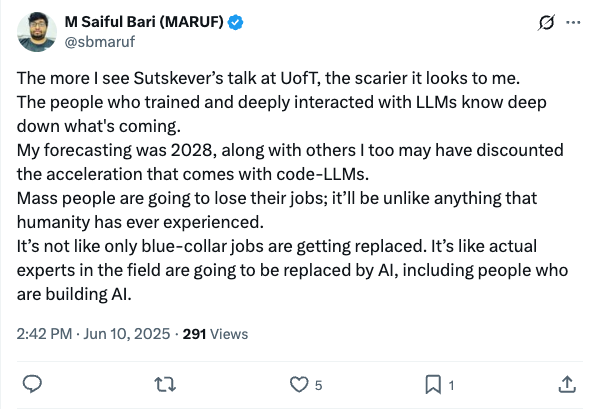 M Saiful Bari (MARUF)
@sbmaruf
The more I see Sutskever’s talk at UofT, the scarier it looks to me.
The people who trained and deeply interacted with LLMs know deep
down what's coming.
My forecasting was 2028, along with others I too may have discounted
the acceleration that comes with code-LLMs.
Mass people are going to lose their jobs; it’ll be unlike anything that
humanity has ever experienced.
It’s not like only blue-collar jobs are getting replaced. It’s like actual
experts in the field are going to be replaced by AI, including people who
are building AI.
2:42 PM · Jun 10, 2025 · 291 Views
5
1